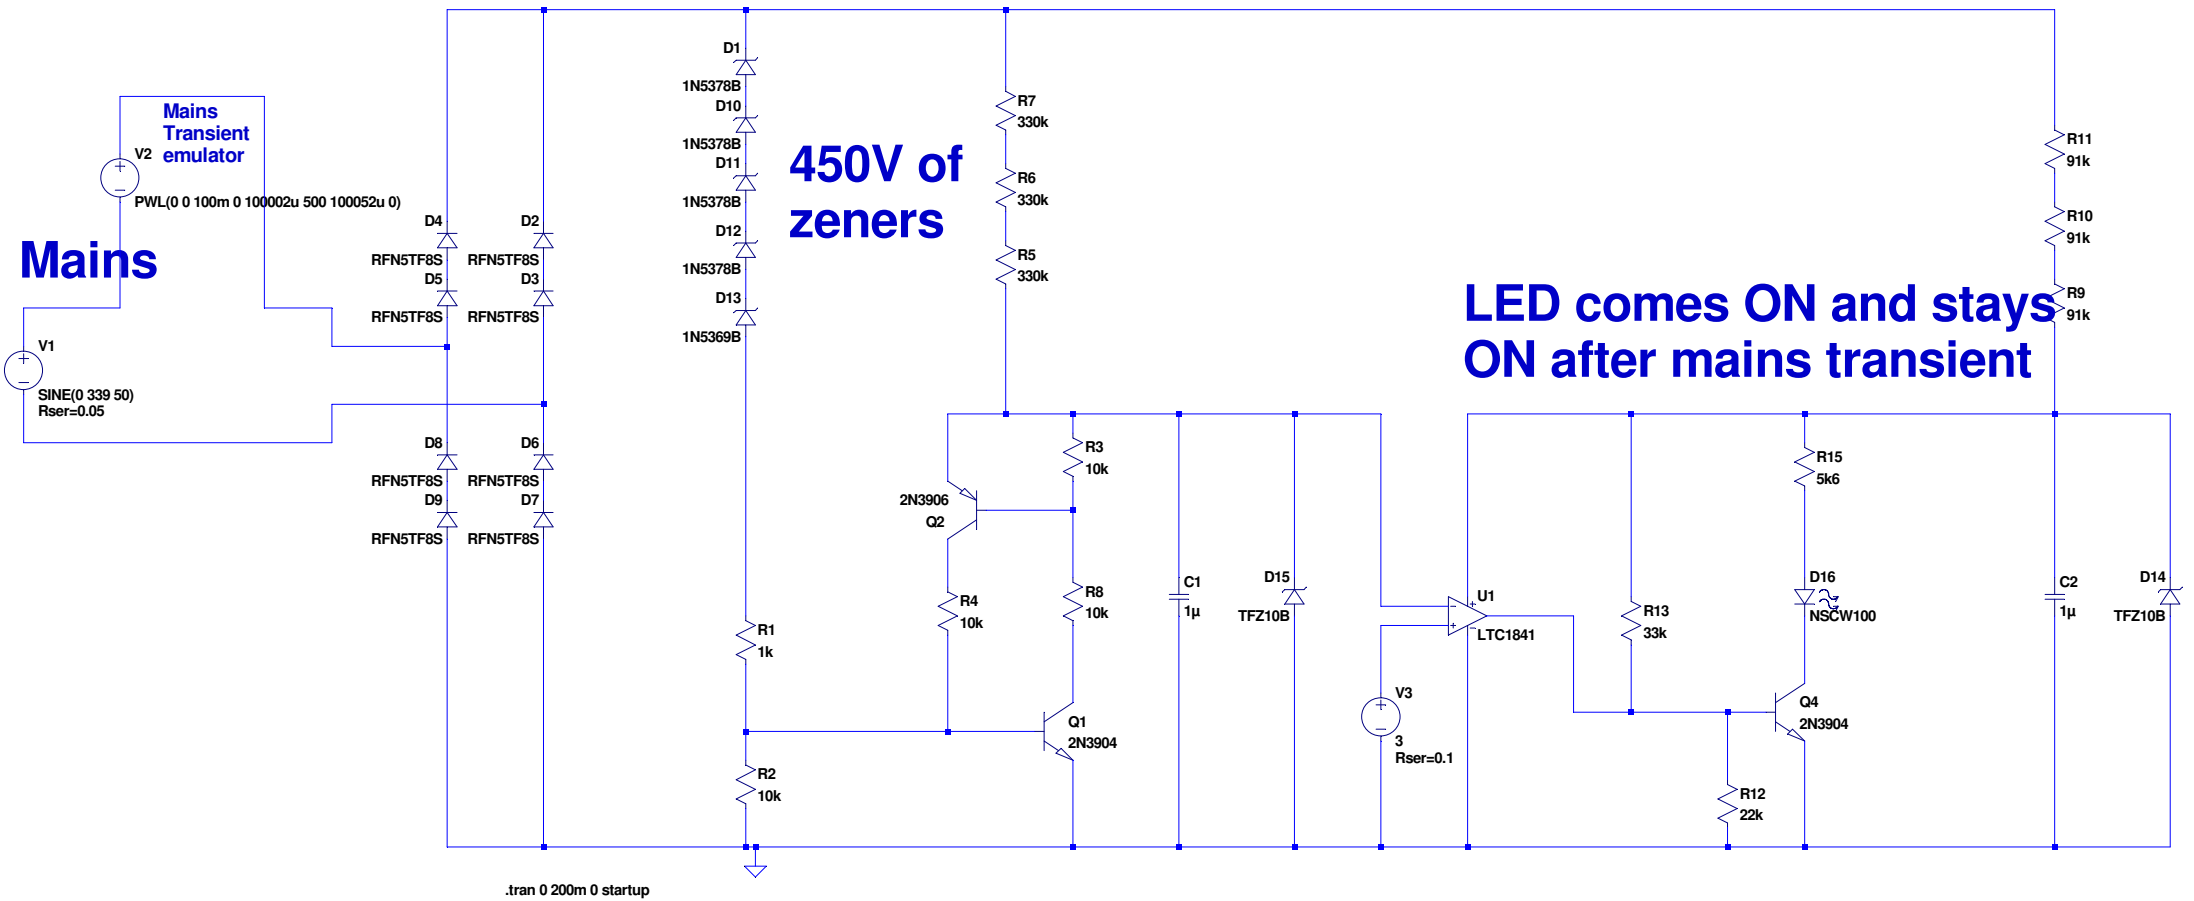 Mains
Transient
emulator
V2
PWL(0 0 100m 0 100002u 500 100052u 0)
Mains
V1
SINE(0 339 50)
Rser=0.05
D4
RFN5TF8S
D5
RFN5TF8S
D2
RFN5TF8S
D3
RFN5TF8S
D8
RFN5TF8S
D9
RFN5TF8S
D6
RFN5TF8S
D7
RFN5TF8S
D1
1N5378B
D10
1N5378B
D11
1N5378B
D12
1N5378B
D13
1N5369B
450V of
zeners
R7
330k
R6
330k
R5
330k
R1
1k
R2
10k
2N3906
Q2
R3
10k
R4
10k
R8
10k
Q1
2N3904
C1
1µ
D15
TFZ10B
U1
LTC1841
V3
3
Rser=0.1
LED comes ON and stays
ON after mains transient
R11
91k
R10
91k
R9
91k
R13
33k
R15
5k6
D16
NSCW100
Q4
2N3904
R12
22k
C2
1µ
D14
TFZ10B
.tran 0 200m 0 startup